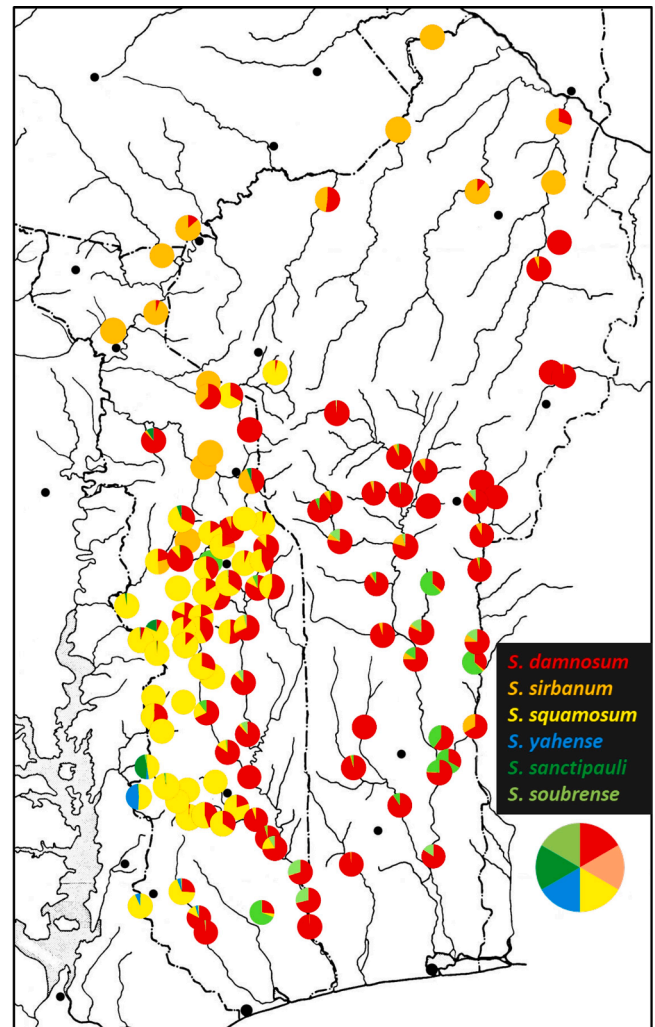 S. damnosum
S. sirbanum
S. squamosum
S. yahense
S. sanctipauli
S. soubrense